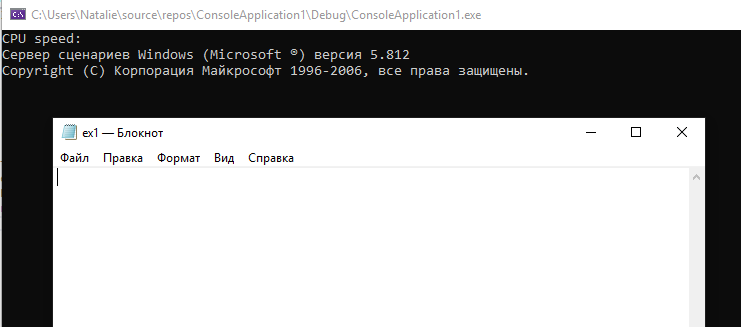 C:\Users\Natalie\source\repos\ConsoleApplication1\Debug\ConsoleApplication1.exe
CPU speed:
Сервер сценариев Windows (Microsoft ®) версия 5.812
Copyright (C) Корпорация Майкрософт 1996-2006, все права защищены.
ex1 — Блокнот
Файл Правка Формат Вид Справка